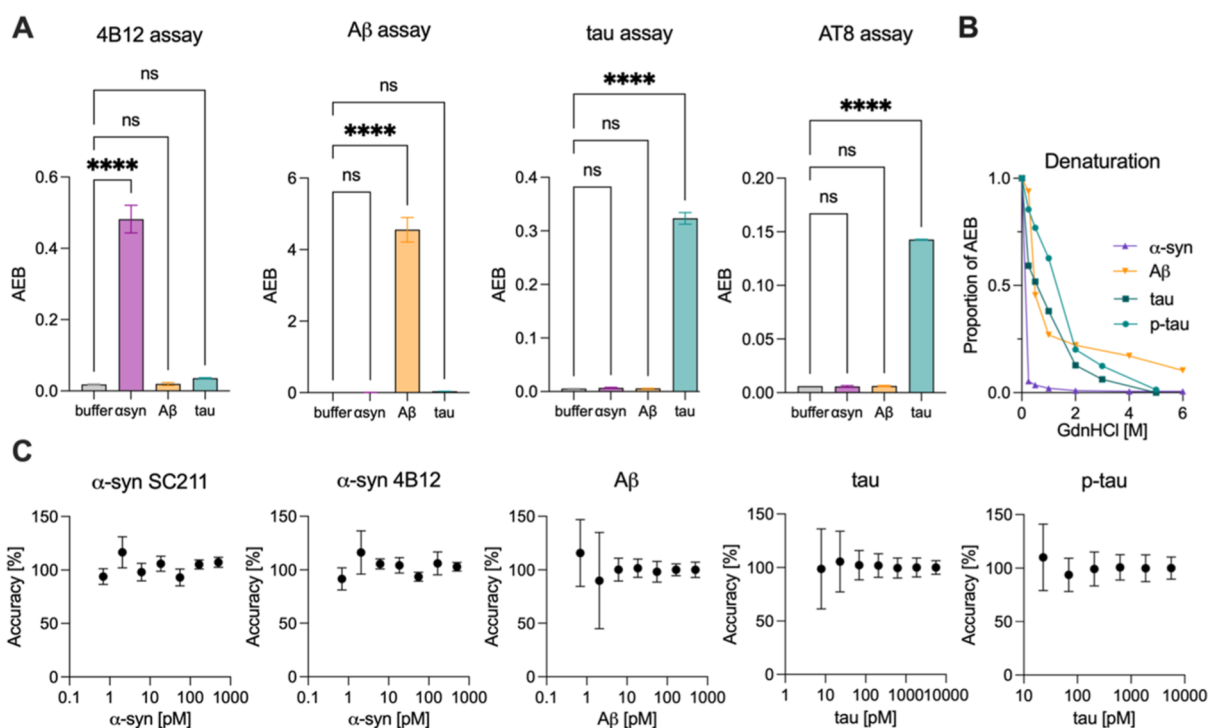 A
B
4B12 assay
Aβ assay
tau assay
AT8 assay
ns
ns
****
ns
****
ns
****
ns
ns
****
ns
ns
Denaturation
AEB
0.6
0.4
0.2
0.0
buffer αsyn Aβ tau
AEB
6
4
2
0
buffer αsyn Aβ tau
AEB
0.4
0.3
0.2
0.1
0.0
buffer αsyn Aβ tau
AEB
0.20
0.15
0.10
0.05
0.00
buffer αsyn Aβ tau
Proportion of AEB
1.0
0.5
0.0
0 2 4 6
GdnHCl [M]
α-syn
Aβ
tau
p-tau
C
α-syn SC211
Accuracy [%]
150
100
50
0
0.1 1 10 100 1000
α-syn [pM]
α-syn 4B12
Accuracy [%]
150
100
50
0
0.1 1 10 100 1000
α-syn [pM]
Aβ
Accuracy [%]
150
100
50
0
0.1 1 10 100 1000
Aβ [pM]
tau
Accuracy [%]
150
100
50
0
1 10 100 1000 10000
tau [pM]
p-tau
Accuracy [%]
150
100
50
0
10 100 1000 10000
tau [pM]